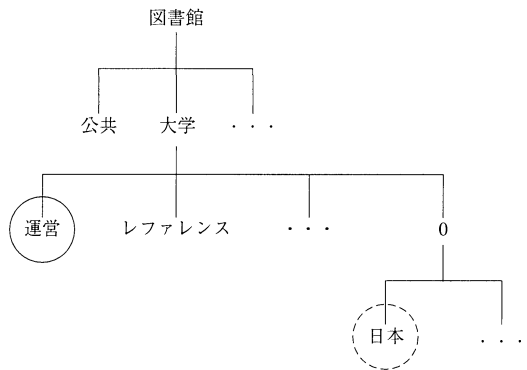 図書館
公共 大学 ・・・
運営 レファレンス ・・・ 0
日本 ・・・